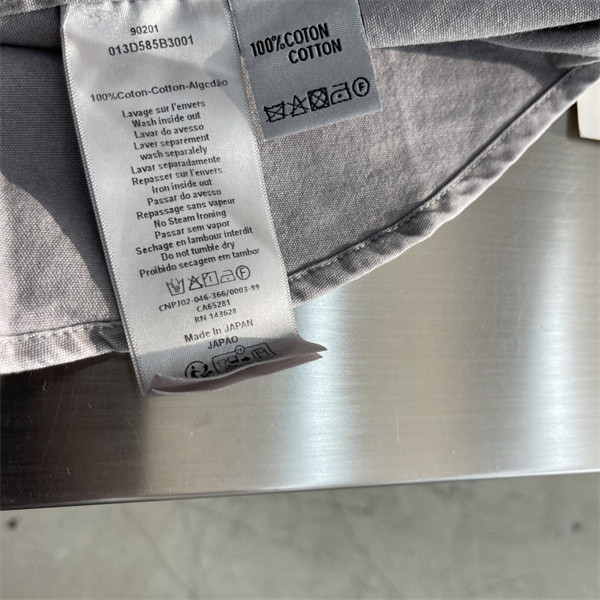 90201
013D585B3001
100%Coton-Cotton-Algodão
Lavage sur l'envers
Wash inside out
Lavar do avesso
Laver separement
wash separalely
Lavar separadamente
Repasser sur l'envers
Iron inside out
Passar do avesso
Repassage sans vapeur
No Steam Ironing
Passar sem vapor
Séchage en tambour interdit
Do not tumble dry
Proibido secagem em tambor
CNPJ02-046-366/0003-99
CA65281
RN 143628
Made In JAPAN
JAPAO
100%COTON
COTTON